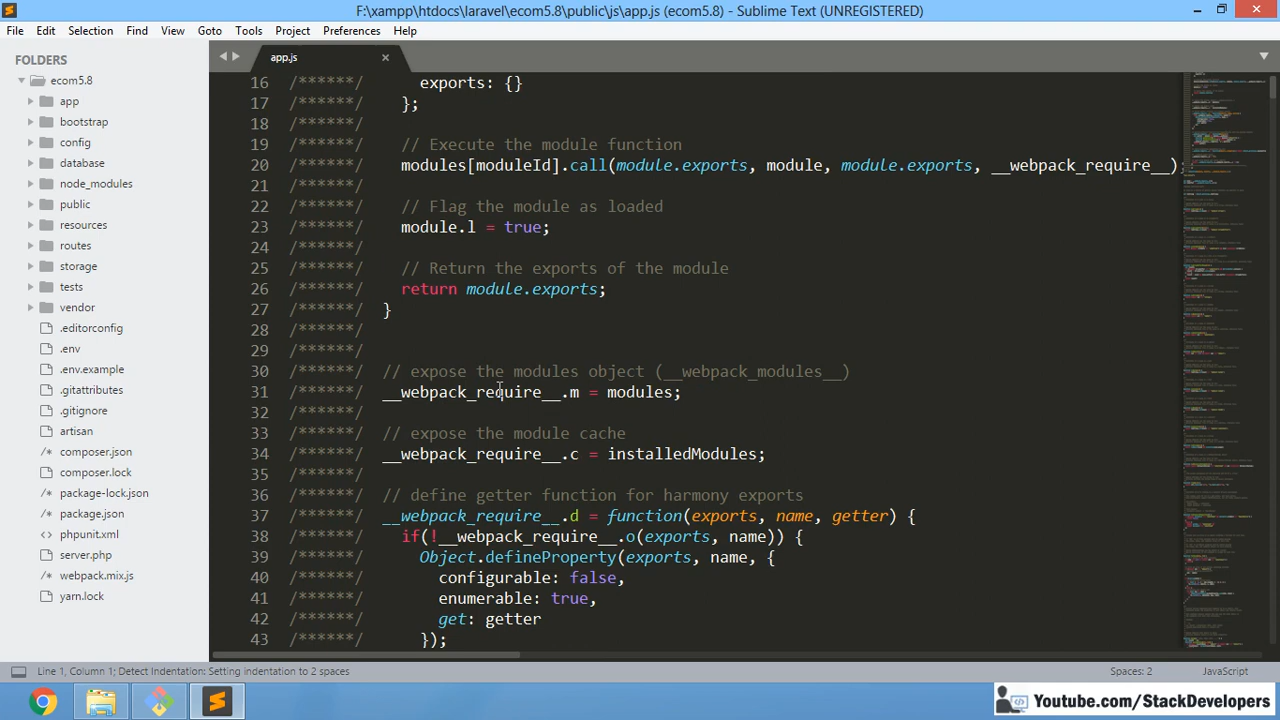 F:\xampp\htdocs\laravel\ecom5.8\public\js\app.js (ecom5.8) - Sublime Text (UNREGISTERED)
File Edit Selection Find View Goto Tools Project Preferences Help
FOLDERS
ecom5.8
app
bootstrap
config
database
node_modules
public
resources
routes
storage
tests
vendor
.editorconfig
.env
.env.example
.gitattributes
.gitignore
artisan
composer.json
composer.lock
/* package-lock.json
/* package.json
phpunit.xml
server.php
/* webpack.mix.js
yarn.lock
app.js
16 /******/ exports: {}
17 /******/ };
18 /******/
19 /******/ // Execute the module function
20 /******/ modules[moduleId].call(module.exports, module, module.exports, __webpack_require__);
21 /******/
22 /******/ // Flag the module as loaded
23 /******/ module.l = true;
24 /******/
25 /******/ // Return the exports of the module
26 /******/ return module.exports;
27 /******/ }
28 /******/
29 /******/
30 /******/ // expose the modules object (__webpack_modules__)
31 /******/ __webpack_require__.m = modules;
32 /******/
33 /******/ // expose the module cache
34 /******/ __webpack_require__.c = installedModules;
35 /******/
36 /******/ // define getter function for harmony exports
37 /******/ __webpack_require__.d = function(exports, name, getter) {
38 /******/ if(!__webpack_require__.o(exports, name)) {
39 /******/ Object.defineProperty(exports, name, {
40 /******/ configurable: false,
41 /******/ enumerable: true,
42 /******/ get: getter
43 /******/ });
Line 1, Column 1; Detect Indentation: Setting indentation to 2 spaces
Spaces: 2
JavaScript
Youtube.com/StackDevelopers